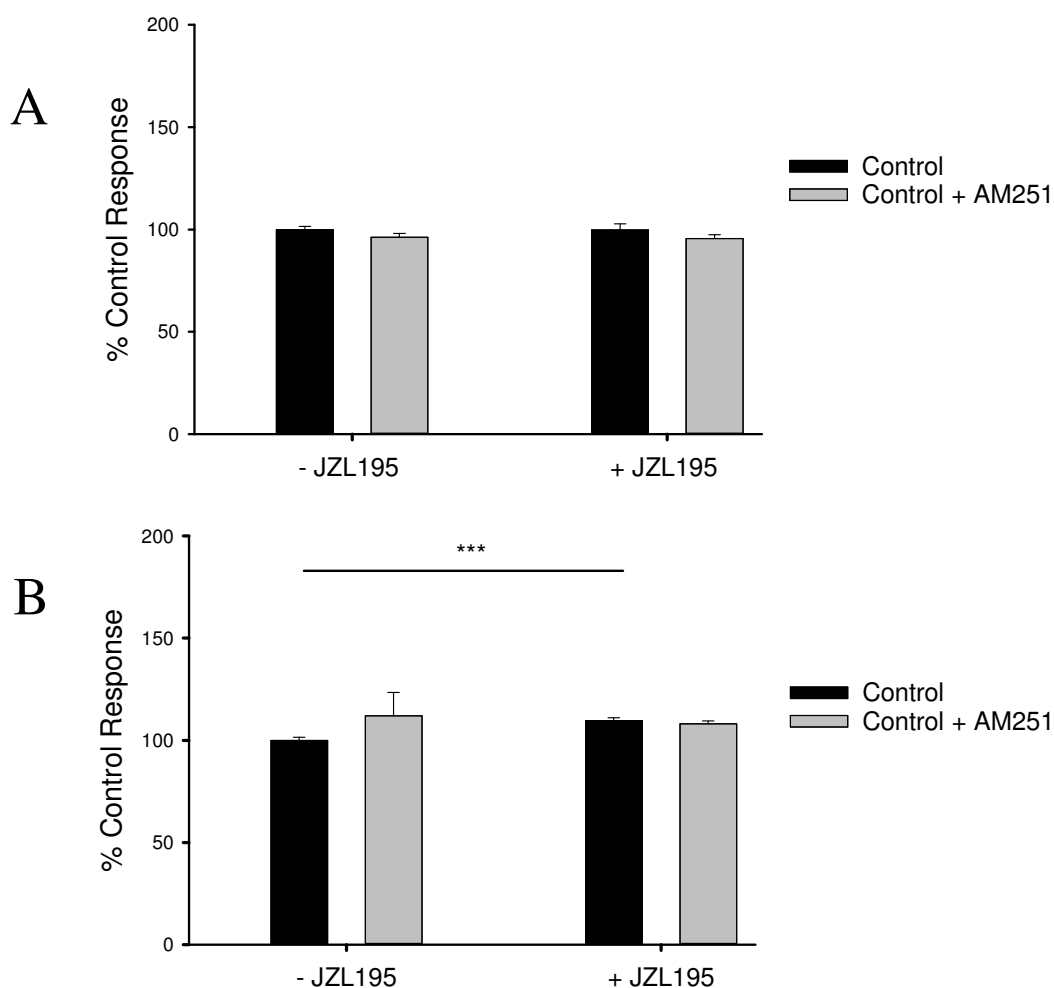 A
% Control Response
200
150
100
50
0
- JZL195
+ JZL195
Control
Control + AM251
B
% Control Response
200
150
100
50
0
***
- JZL195
+ JZL195
Control
Control + AM251